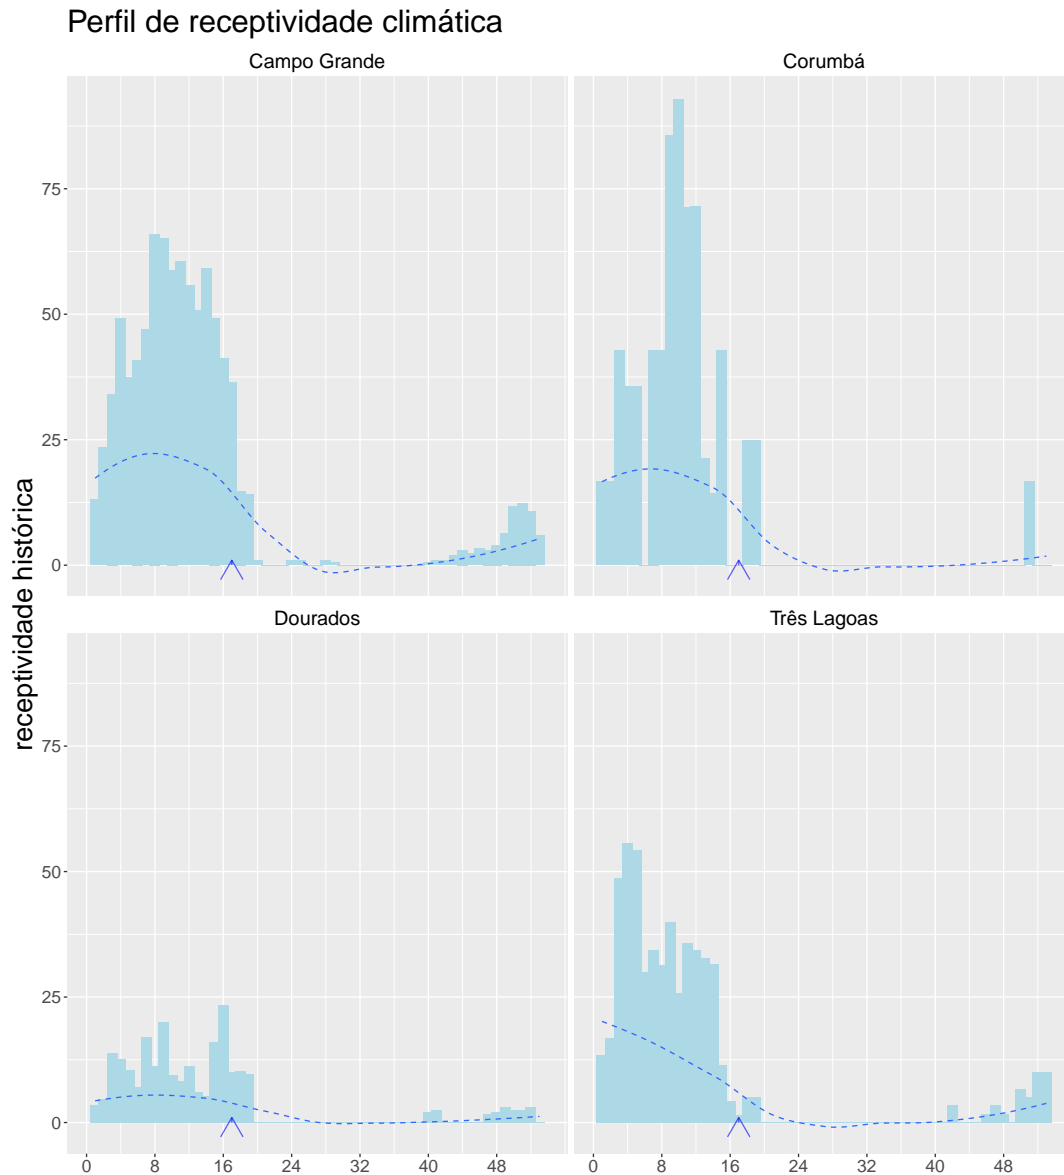 Perfil de receptividade climática
Campo Grande
Corumbá
75
50
25
0
Dourados
Três Lagoas
receptividade histórica
75
50
25
0
0 8 16 24 32 40 48 0 8 16 24 32 40 48